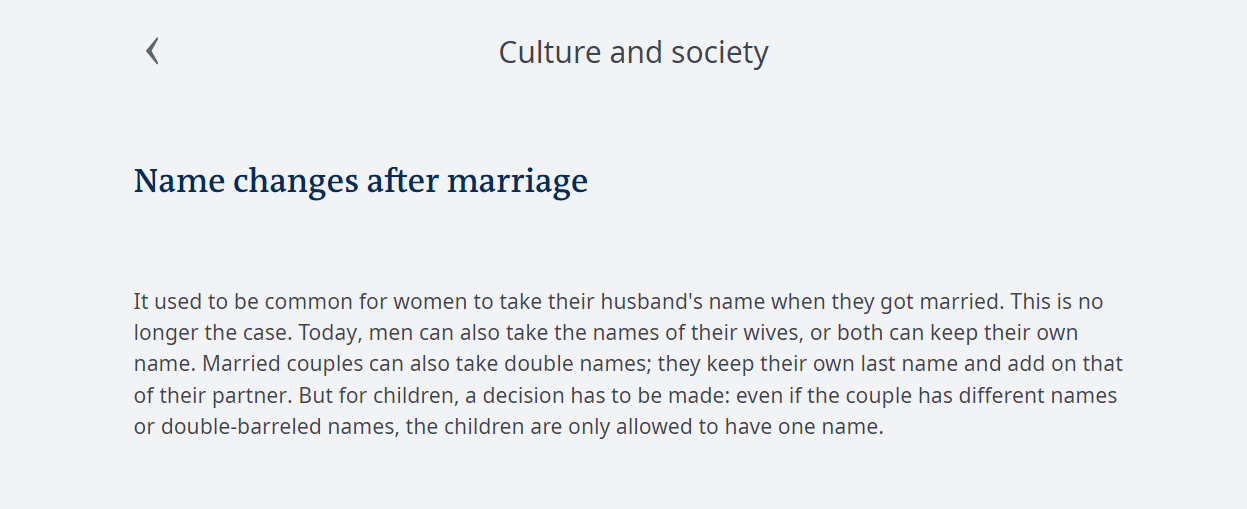 Culture and society
Name changes after marriage
It used to be common for women to take their husband's name when they got married. This is no
longer the case. Today, men can also take the names of their wives, or both can keep their own
name. Married couples can also take double names; they keep their own last name and add on that
of their partner. But for children, a decision has to be made: even if the couple has different names
or double-barreled names, the children are only allowed to have one name.